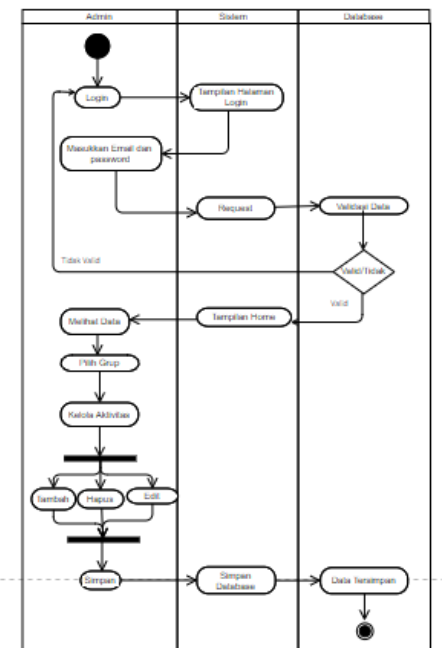 Admin
Sistem
Database
Login
Tampilan Halaman
Login
Masukkan Email dan
password
Request
Validasi Data
Tidak Valid
Valid/Tidak
Valid
Melihat Data
Tampilan Home
Pilih Grup
Kelola Aktivitas
Tambah
Hapus
Edit
Simpan
Simpan
Database
Data Tersimpan